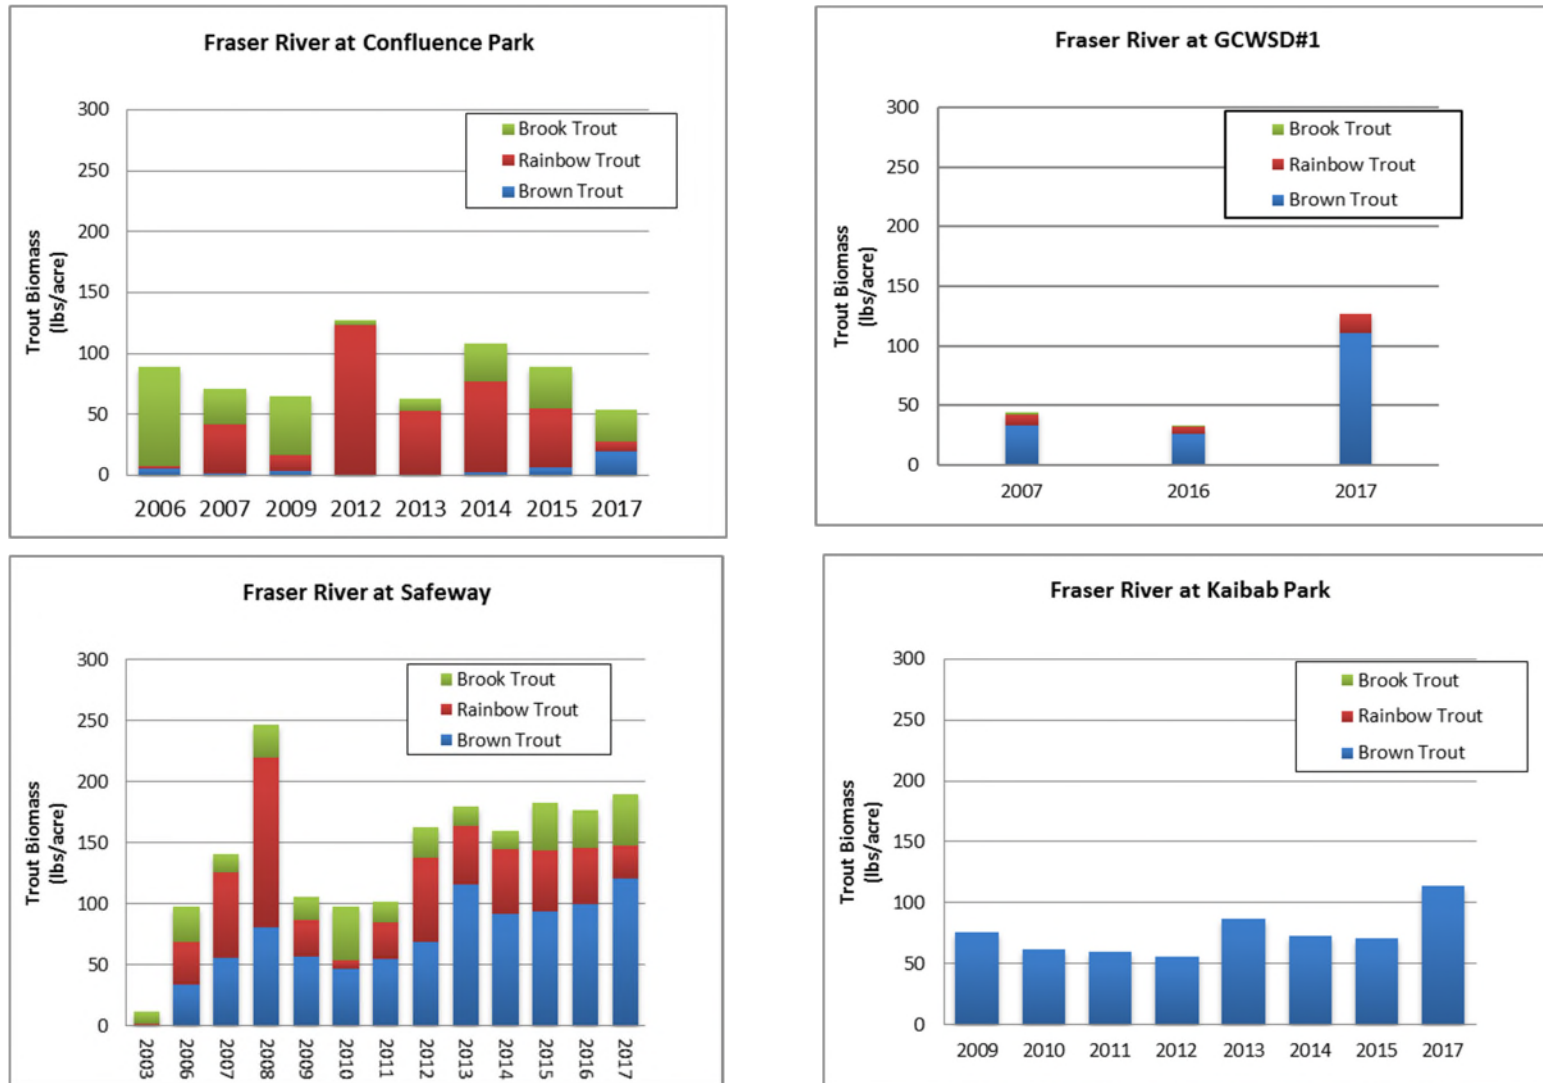 Fraser River at Confluence Park
Trout Biomass
(lbs/acre)
300
250
200
150
100
50
0
Brook Trout
Rainbow Trout
Brown Trout
2006 2007 2009 2012 2013 2014 2015 2017
Fraser River at GCWSD#1
Trout Biomass
(lbs/acre)
300
250
200
150
100
50
0
Brook Trout
Rainbow Trout
Brown Trout
2007 2016 2017
Fraser River at Safeway
Trout Biomass
(lbs/acre)
300
250
200
150
100
50
0
Brook Trout
Rainbow Trout
Brown Trout
2003 2006 2007 2008 2009 2010 2011 2012 2013 2014 2015 2016 2017
Fraser River at Kaibab Park
Trout Biomass
(lbs/acre)
300
250
200
150
100
50
0
Brook Trout
Rainbow Trout
Brown Trout
2009 2010 2011 2012 2013 2014 2015 2017